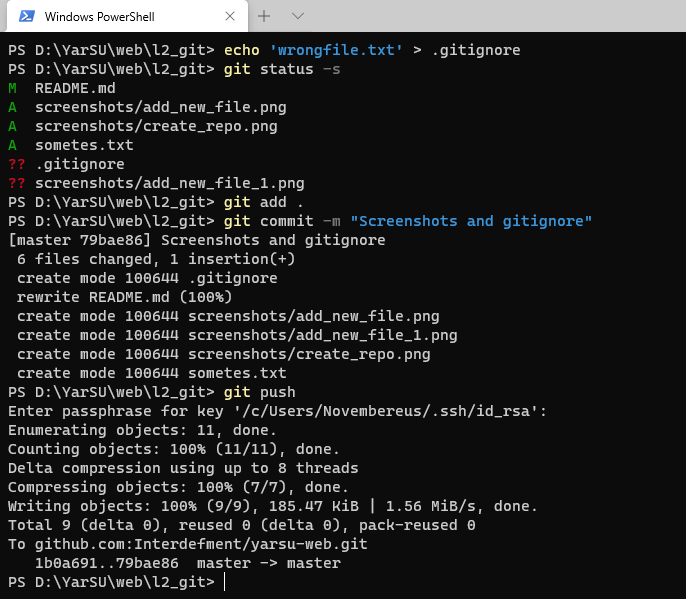 Windows PowerShell
PS D:\YarSU\web\l2_git> echo 'wrongfile.txt' > .gitignore
PS D:\YarSU\web\l2_git> git status -s
M  README.md
A  screenshots/add_new_file.png
A  screenshots/create_repo.png
A  sometes.txt
?? .gitignore
?? screenshots/add_new_file_1.png
PS D:\YarSU\web\l2_git> git add .
PS D:\YarSU\web\l2_git> git commit -m "Screenshots and gitignore"
[master 79bae86] Screenshots and gitignore
 6 files changed, 1 insertion(+)
 create mode 100644 .gitignore
 rewrite README.md (100%)
 create mode 100644 screenshots/add_new_file.png
 create mode 100644 screenshots/add_new_file_1.png
 create mode 100644 screenshots/create_repo.png
 create mode 100644 sometes.txt
PS D:\YarSU\web\l2_git> git push
Enter passphrase for key '/c/Users/Novembereus/.ssh/id_rsa':
Enumerating objects: 11, done.
Counting objects: 100% (11/11), done.
Delta compression using up to 8 threads
Compressing objects: 100% (7/7), done.
Writing objects: 100% (9/9), 185.47 KiB | 1.56 MiB/s, done.
Total 9 (delta 0), reused 0 (delta 0), pack-reused 0
To github.com:Interdefment/yarsu-web.git
   1b0a691..79bae86  master -> master
PS D:\YarSU\web\l2_git>